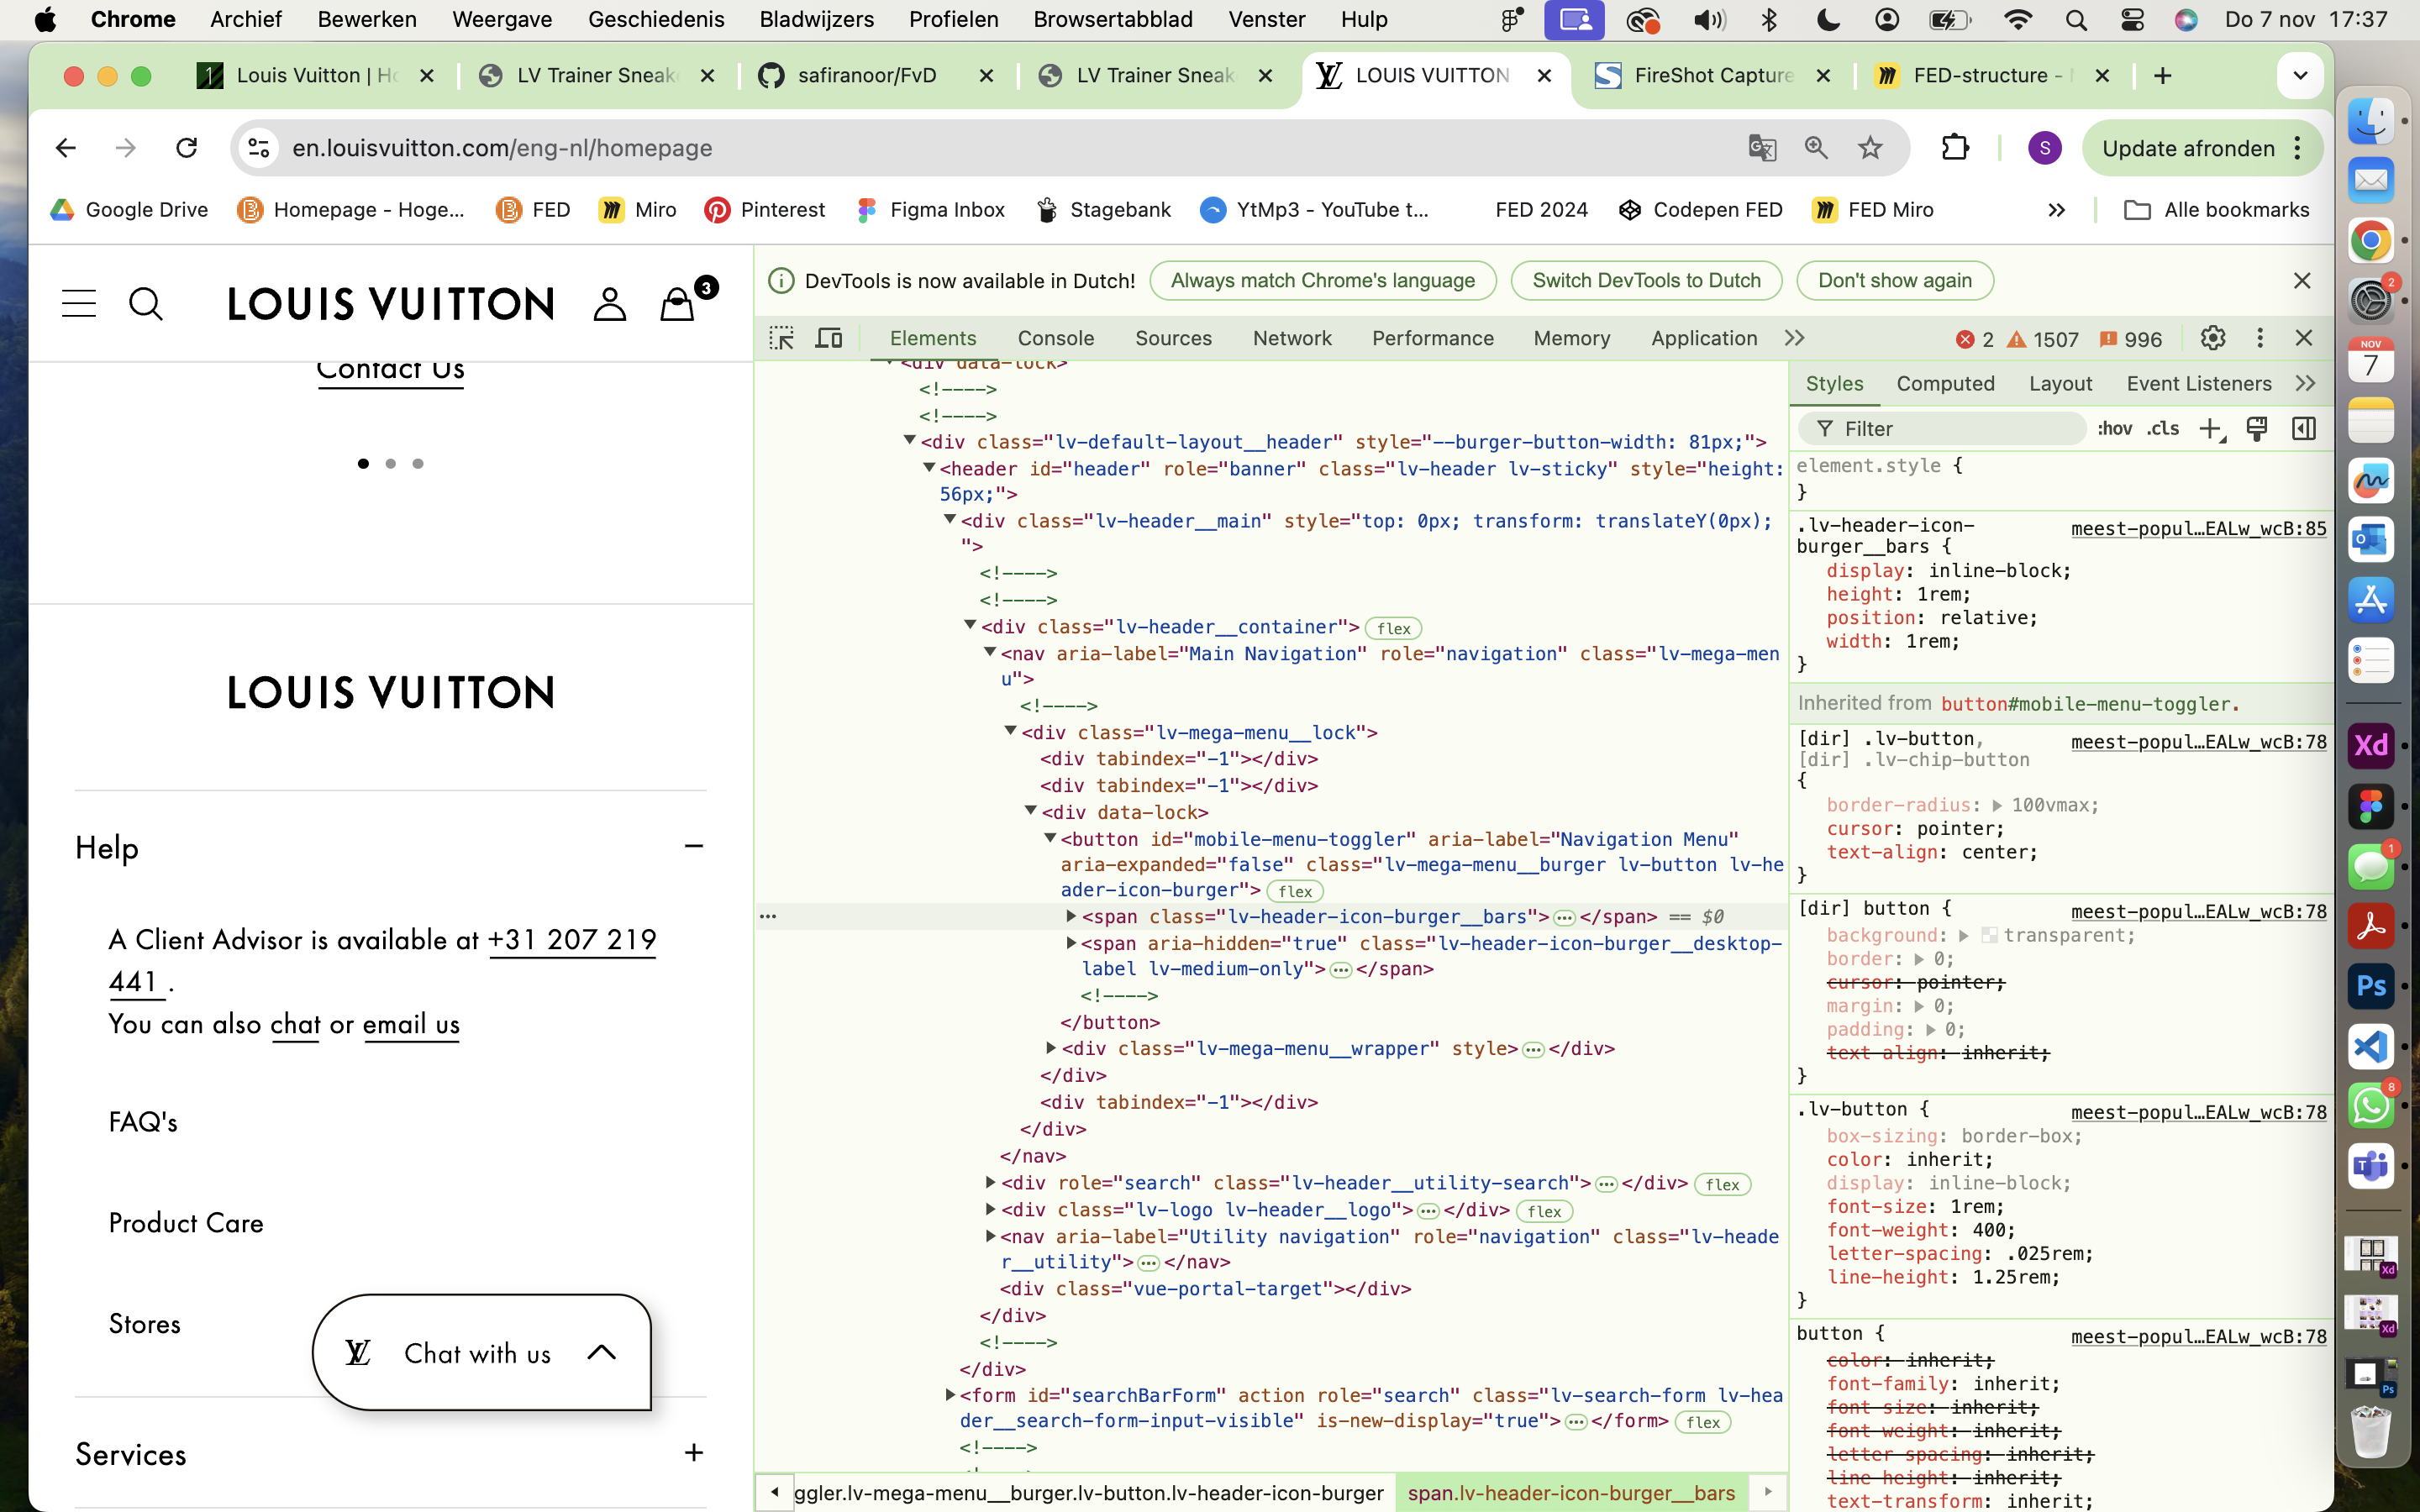 Chrome Archief Bewerken Weergave Geschiedenis Bladwijzers Profielen Browsertabblad Venster Hulp Do 7 nov 17:37
Louis Vuitton | Ho LV Trainer Sneak safiranoor/FvD LV Trainer Sneak LOUIS VUITTON FireShot Capture FED-structure -
en.louisvuitton.com/eng-nl/homepage S Update afronden
Google Drive Homepage - Hoge... FED Miro Pinterest Figma Inbox Stagebank YtMp3 - YouTube t... FED 2024 Codepen FED FED Miro » Alle bookmarks
LOUIS VUITTON 3
Contact Us
LOUIS VUITTON
Help
A Client Advisor is available at +31 207 219
441 .
You can also chat or email us
FAQ's
Product Care
Stores
Chat with us
Services
DevTools is now available in Dutch! Always match Chrome's language Switch DevTools to Dutch Don't show again
Elements Console Sources Network Performance Memory Application 2 1507 996
<div data-lock>
<!---->
<!---->
<div class="lv-default-layout__header" style="--burger-button-width: 81px;">
<header id="header" role="banner" class="lv-header lv-sticky" style="height:
56px;">
<div class="lv-header__main" style="top: 0px; transform: translateY(0px);
">
<!---->
<!---->
<div class="lv-header__container"> flex
<nav aria-label="Main Navigation" role="navigation" class="lv-mega-men
u">
<!---->
<div class="lv-mega-menu__lock">
<div tabindex="-1"></div>
<div tabindex="-1"></div>
<div data-lock>
<button id="mobile-menu-toggler" aria-label="Navigation Menu"
aria-expanded="false" class="lv-mega-menu__burger lv-button lv-he
ader-icon-burger"> flex
<span class="lv-header-icon-burger__bars">…</span> == $0
<span aria-hidden="true" class="lv-header-icon-burger__desktop-
label lv-medium-only">…</span>
<!---->
</button>
<div class="lv-mega-menu__wrapper" style>…</div>
</div>
<div tabindex="-1"></div>
</div>
</nav>
<div role="search" class="lv-header__utility-search">…</div> flex
<div class="lv-logo lv-header__logo">…</div> flex
<nav aria-label="Utility navigation" role="navigation" class="lv-heade
r__utility">…</nav>
<div class="vue-portal-target"></div>
</div>
<!---->
</div>
<form id="searchBarForm" action role="search" class="lv-search-form lv-hea
der__search-form-input-visible" is-new-display="true">…</form> flex
<!---->
ggler.lv-mega-menu__burger.lv-button.lv-header-icon-burger span.lv-header-icon-burger__bars
Styles Computed Layout Event Listeners
Filter :hov .cls
element.style {
}
.lv-header-icon- meest-popul…EALw_wcB:85
burger__bars {
display: inline-block;
height: 1rem;
position: relative;
width: 1rem;
}
Inherited from button#mobile-menu-toggler.
[dir] .lv-button, meest-popul…EALw_wcB:78
[dir] .lv-chip-button
{
border-radius: 100vmax;
cursor: pointer;
text-align: center;
}
[dir] button { meest-popul…EALw_wcB:78
background: transparent;
border: 0;
cursor: pointer;
margin: 0;
padding: 0;
text-align: inherit;
}
.lv-button { meest-popul…EALw_wcB:78
box-sizing: border-box;
color: inherit;
display: inline-block;
font-size: 1rem;
font-weight: 400;
letter-spacing: .025rem;
line-height: 1.25rem;
}
button { meest-popul…EALw_wcB:78
color: inherit;
font-family: inherit;
font-size: inherit;
font-weight: inherit;
letter-spacing: inherit;
line-height: inherit;
text-transform: inherit;
2
NOV
7
Xd
1
Ps
8
T
Xd
Xd
Ps